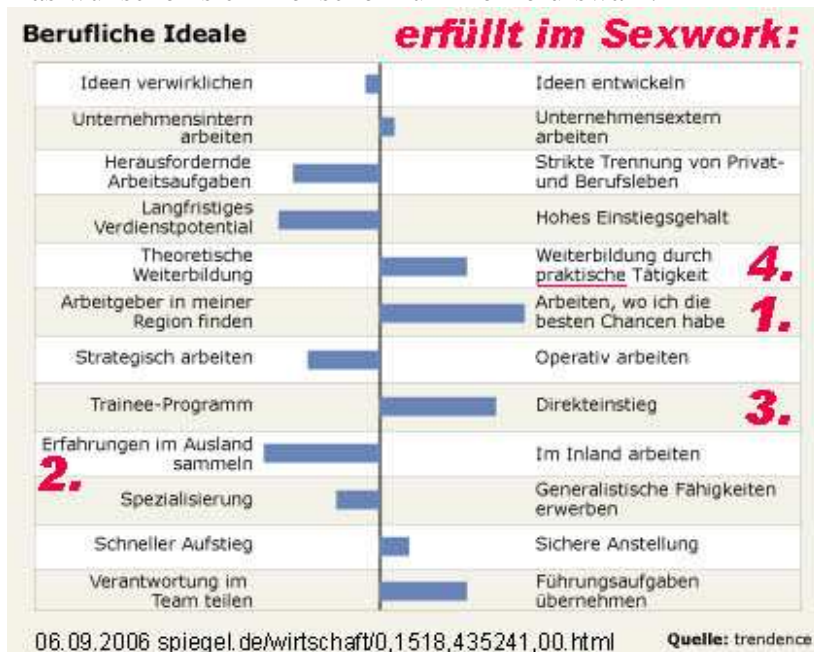 Berufliche Ideale
erfüllt im Sexwork:
Ideen verwirklichen
Ideen entwickeln
Unternehmensintern
arbeiten
Unternehmensextern
arbeiten
Herausfordernde
Arbeitsaufgaben
Strikte Trennung von Privat-
und Berufsleben
Langfristiges
Verdienstpotential
Hohes Einstiegsgehalt
Theoretische
Weiterbildung
Weiterbildung durch
praktische Tätigkeit
4.
Arbeitgeber in meiner
Region finden
Arbeiten, wo ich die
besten Chancen habe
1.
Strategisch arbeiten
Operativ arbeiten
Trainee-Programm
Direkteinstieg
3.
Erfahrungen im Ausland
sammeln
2.
Im Inland arbeiten
Spezialisierung
Generalistische Fähigkeiten
erwerben
Schneller Aufstieg
Sichere Anstellung
Verantwortung im
Team teilen
Führungsaufgaben
übernehmen
06.09.2006 spiegel.de/wirtschaft/0,1518,435241,00.html
Quelle: trendence